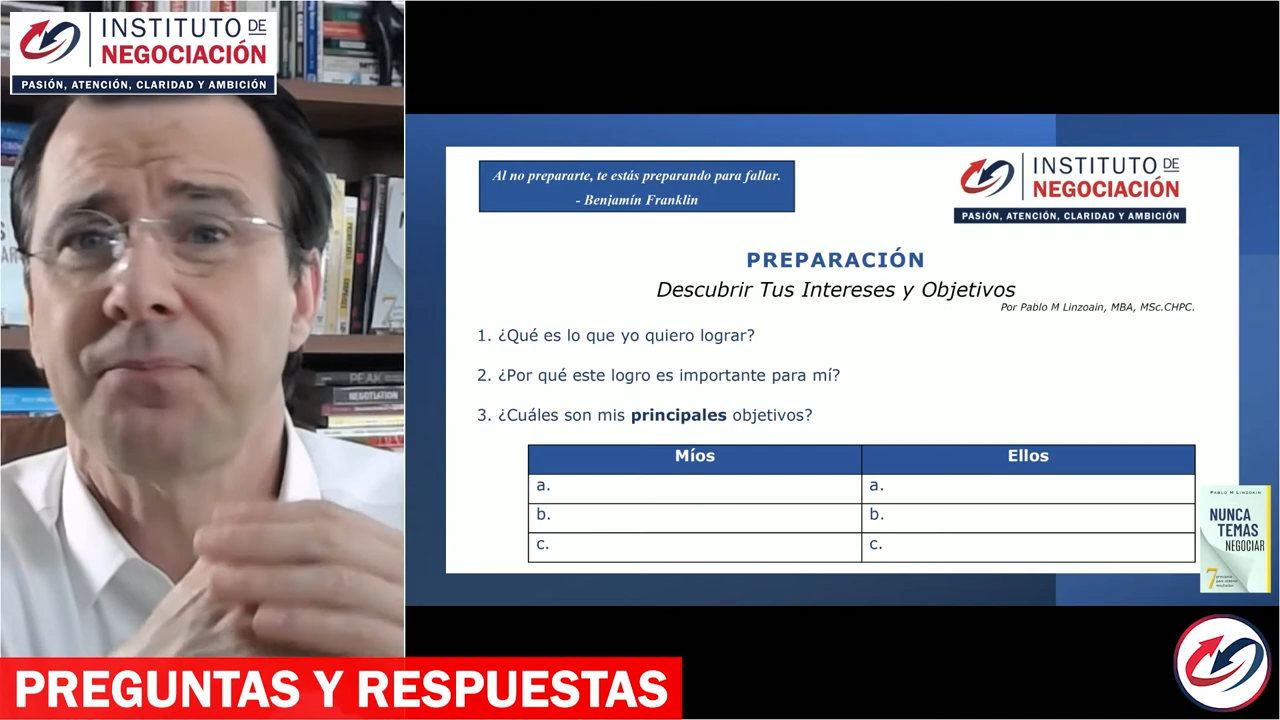 INSTITUTO DE
NEGOCIACIÓN
PASIÓN, ATENCIÓN, CLARIDAD Y AMBICIÓN
PEAK
NEGOTIATION
Al no prepararte, te estás preparando para fallar.
- Benjamín Franklin
INSTITUTO DE
NEGOCIACIÓN
PASIÓN, ATENCIÓN, CLARIDAD Y AMBICIÓN
PREPARACIÓN
Descubrir Tus Intereses y Objetivos
Por Pablo M Linzoain, MBA, MSc.CHPC.
1. ¿Qué es lo que yo quiero lograr?
2. ¿Por qué este logro es importante para mí?
3. ¿Cuáles son mis principales objetivos?
Míos Ellos
a. a.
b. b.
c. c.
PABLO M LINZOAIN
NUNCA
TEMAS
NEGOCIAR
7
PREGUNTAS Y RESPUESTAS